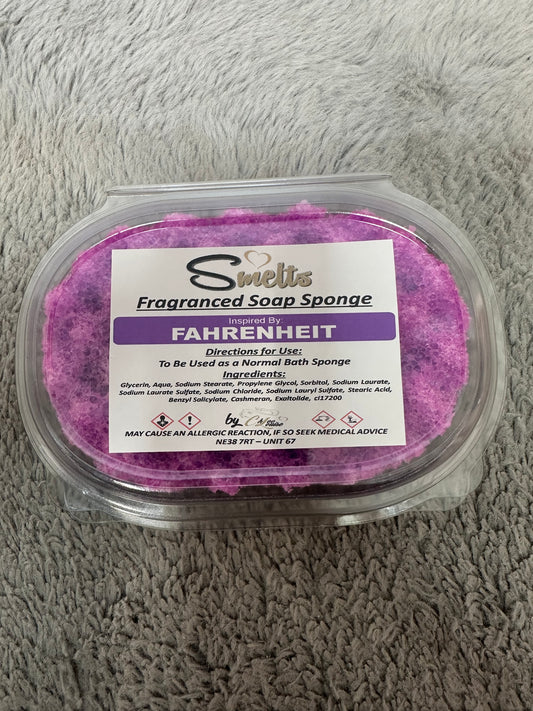 Smelts
Fragranced Soap Sponge
Inspired By:
FAHRENHEIT
Directions for Use:
To Be Used as a Normal Bath Sponge
Ingredients:
Glycerin, Aqua, Sodium Stearate, Propylene Glycol, Sorbitol, Sodium Laurate,
Sodium Laurate Sulfate, Sodium Chloride, Sodium Lauryl Sulfate, Stearic Acid,
Benzyl Salicylate, Cashmeran, Exaltolide, cl17200
by
MAY CAUSE AN ALLERGIC REACTION, IF SO SEEK MEDICAL ADVICE
NE38 7RT – UNIT 67